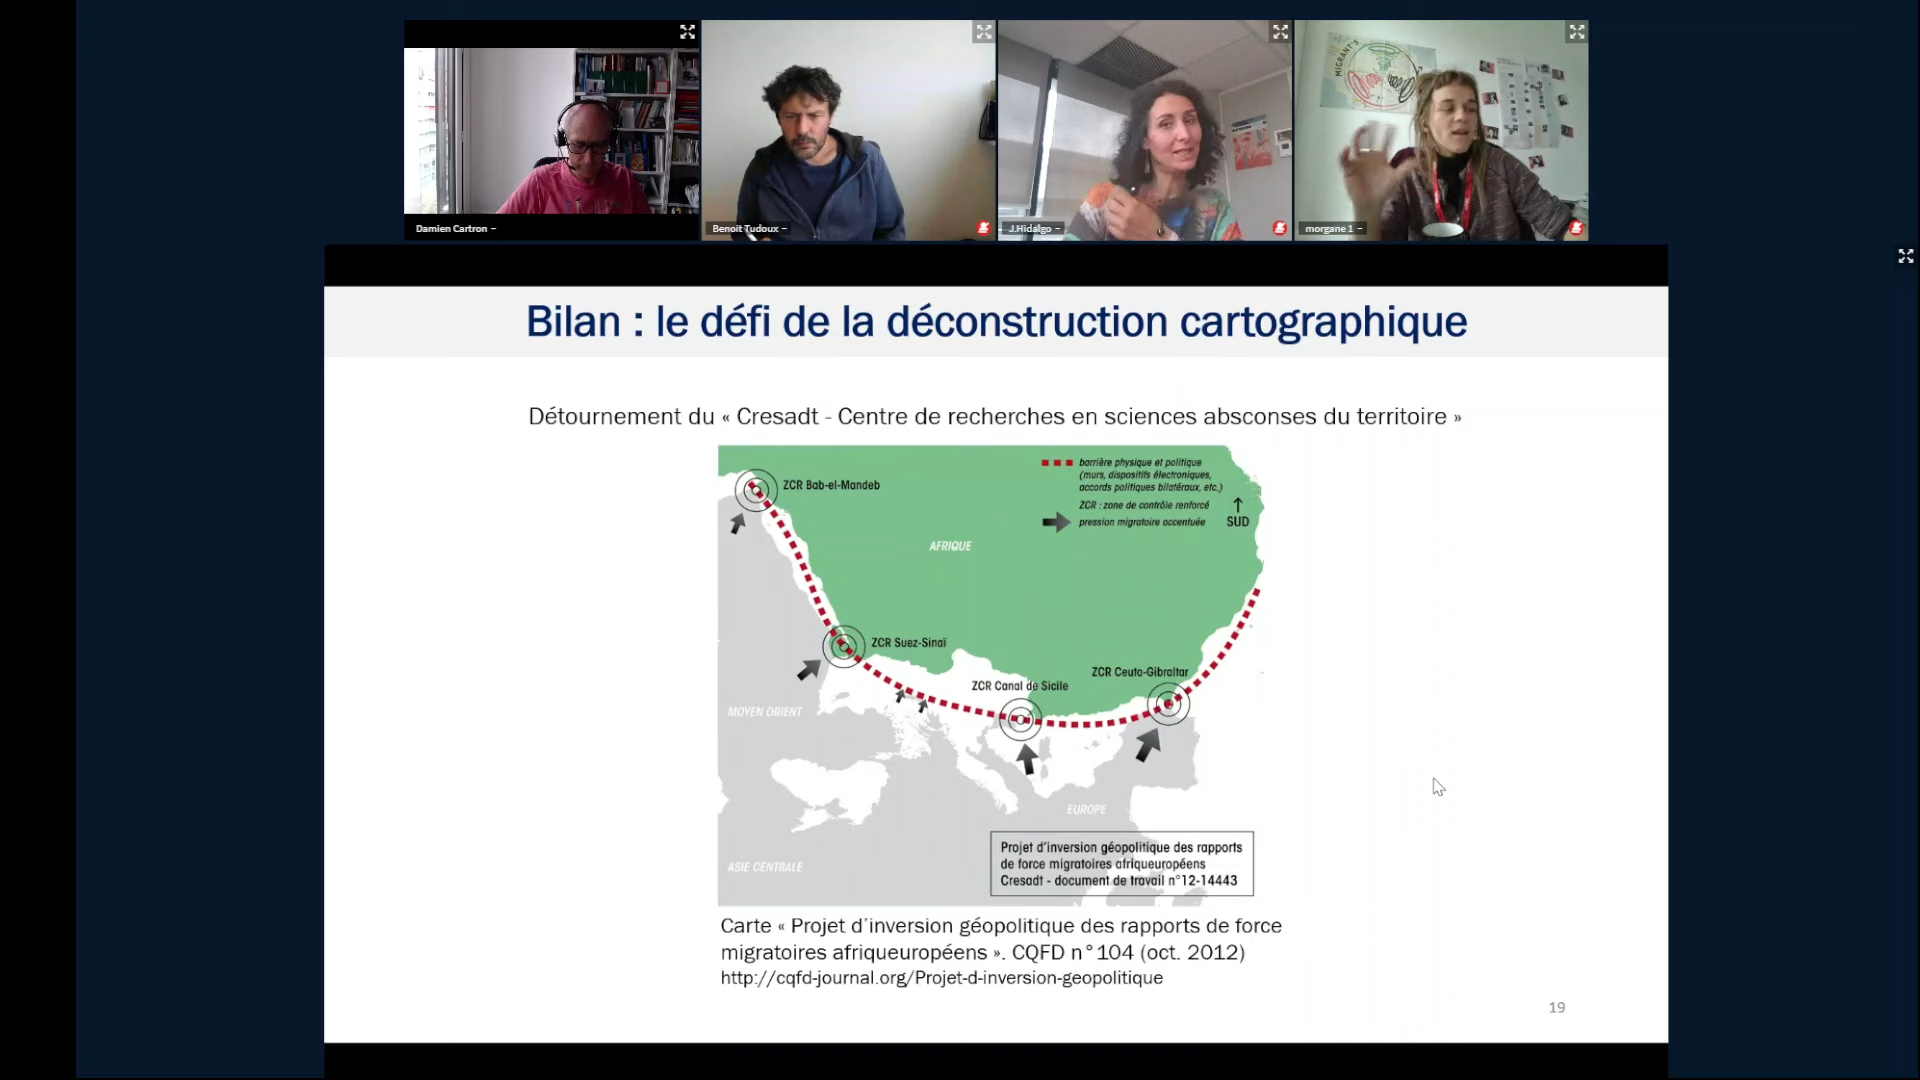 MIGRANT'S
Damien Cartron
Benoit Tudoux
J.Hidalgo
morgane 1
Bilan : le défi de la déconstruction cartographique
Détournement du « Cresadt - Centre de recherches en sciences absconses du territoire »
ZCR Bab-el-Mandeb
barrière physique et politique
(murs, dispositifs électroniques,
accords politiques bilatéraux, etc.)
ZCR : zone de contrôle renforcé
pression migratoire accentuée
SUD
AFRIQUE
ZCR Suez-Sinaï
ZCR Canal de Sicile
ZCR Ceuta-Gibraltar
MOYEN ORIENT
EUROPE
ASIE CENTRALE
Projet d'inversion géopolitique des rapports
de force migratoires afriqueuropéens
Cresadt - document de travail n°12-14443
Carte « Projet d'inversion géopolitique des rapports de force
migratoires afriqueuropéens ». CQFD n°104 (oct. 2012)
http://cqfd-journal.org/Projet-d-inversion-geopolitique
19